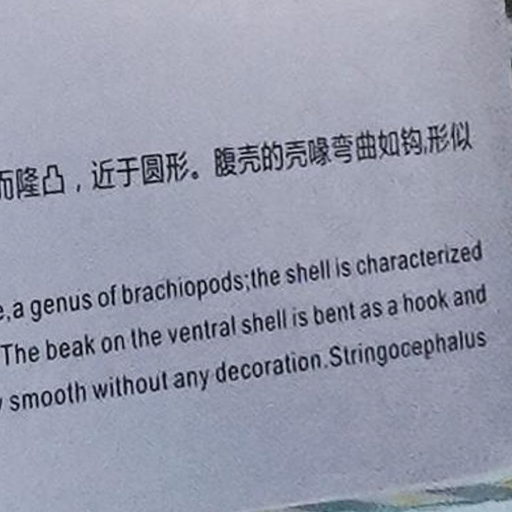 而隆凸，近于圆形。腹壳的壳喙弯曲如钩,形似
,a genus of brachiopods;the shell is characterized
The beak on the ventral shell is bent as a hook and
smooth without any decoration.Stringocephalus